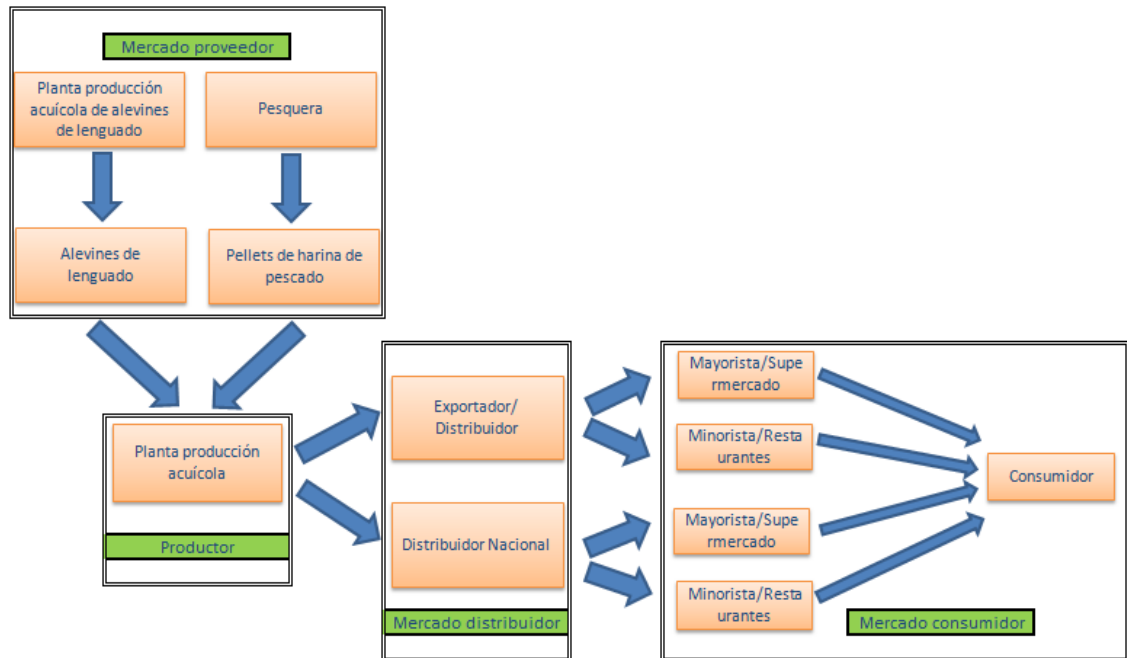 Mercado proveedor
Planta producción
acuícola de alevines
de lenguado
Pesquera
Alevines de
lenguado
Pellets de harina de
pescado
Planta producción
acuícola
Productor
Exportador/
Distribuidor
Distribuidor Nacional
Mercado distribuidor
Mayorista/Supe
rmercado
Minorista/Resta
urantes
Mayorista/Supe
rmercado
Minorista/Resta
urantes
Consumidor
Mercado consumidor